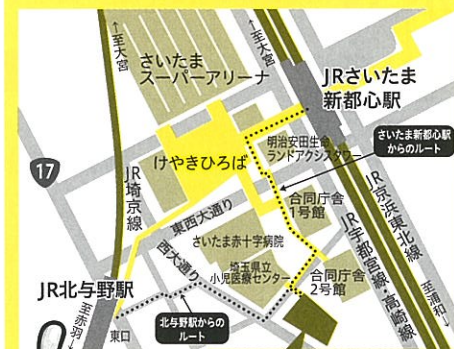 ←至大宮
さいたま
スーパーアリーナ
←至大宮
JRさいたま
新都心駅
さいたま新都心駅
からのルート
明治安田生命
ランドアクシスタワー
けやきひろば
17
JR埼京線
東西大通り
合同庁舎
1号館
JR京浜東北線
JR宇都宮線・高崎線
さいたま赤十字病院
西大通り
埼玉県立
小児医療センター
合同庁舎
2号館
至浦和→
JR北与野駅
至赤羽→
東口
北与野駅からの
ルート